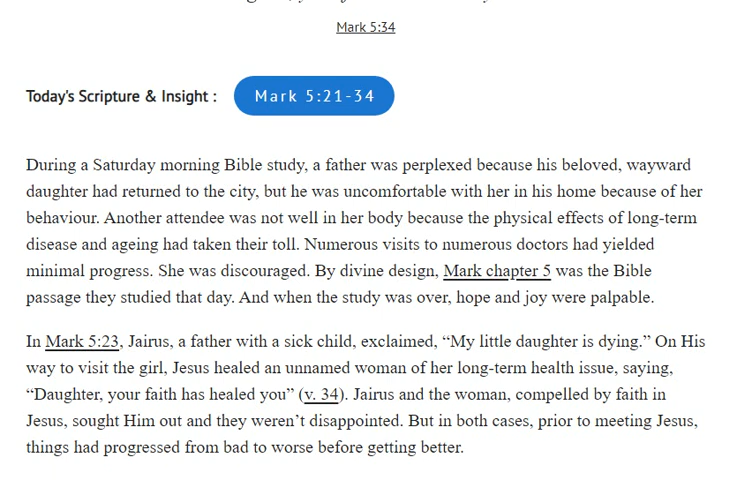 Mark 5:34
Today's Scripture & Insight :
Mark 5:21-34
During a Saturday morning Bible study, a father was perplexed because his beloved, wayward
daughter had returned to the city, but he was uncomfortable with her in his home because of her
behaviour. Another attendee was not well in her body because the physical effects of long-term
disease and ageing had taken their toll. Numerous visits to numerous doctors had yielded
minimal progress. She was discouraged. By divine design, Mark chapter 5 was the Bible
passage they studied that day. And when the study was over, hope and joy were palpable.
In Mark 5:23, Jairus, a father with a sick child, exclaimed, “My little daughter is dying.” On His
way to visit the girl, Jesus healed an unnamed woman of her long-term health issue, saying,
“Daughter, your faith has healed you” (v. 34). Jairus and the woman, compelled by faith in
Jesus, sought Him out and they weren’t disappointed. But in both cases, prior to meeting Jesus,
things had progressed from bad to worse before getting better.